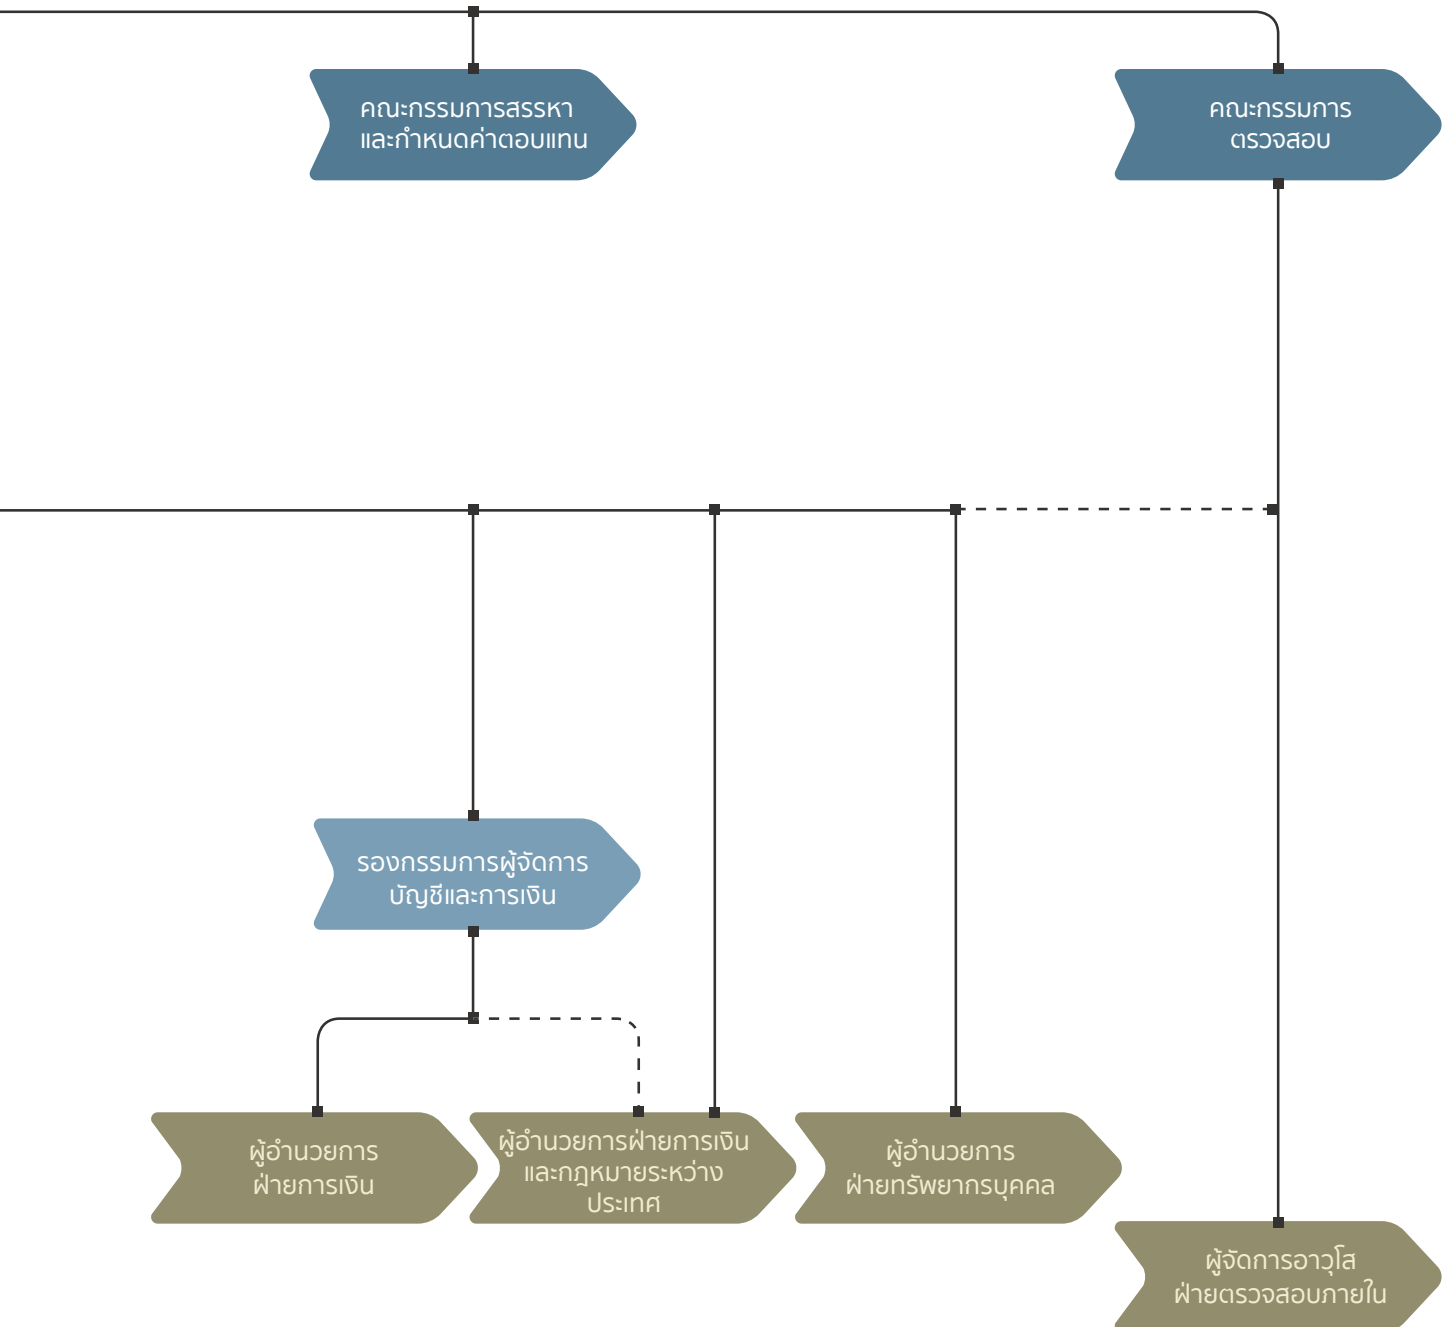 คณะกรรมการสรรหา
และกำหนดค่าตอบแทน
คณะกรรมการ
ตรวจสอบ
รองกรรมการผู้จัดการ
บัญชีและการเงิน
ผู้อำนวยการ
ฝ่ายการเงิน
ผู้อำนวยการฝ่ายการเงิน
และกฎหมายระหว่าง
ประเทศ
ผู้อำนวยการ
ฝ่ายทรัพยากรบุคคล
ผู้จัดการอาวุโส
ฝ่ายตรวจสอบภายใน